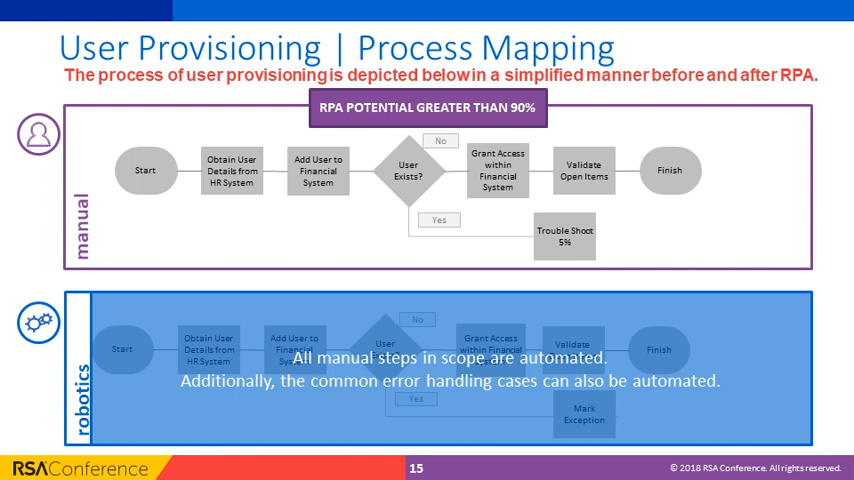 User Provisioning | Process Mapping
The process of user provisioning is depicted below in a simplified manner before and after RPA.
RPA POTENTIAL GREATER THAN 90%
manual
Start
Obtain User
Details from
HR System
Add User to
Financial
System
User
Exists?
No
Grant Access
within
Financial
System
Validate
Open Items
Finish
Yes
Trouble Shoot
5%
robotics
Start
Obtain User
Details from
HR System
Add User to
Financial
User
No
Grant Access
within Financial
Validate
Finish
All manual steps in scope are automated.
Additionally, the common error handling cases can also be automated.
Yes
Mark
Exception
RSAConference
15
© 2018 RSA Conference. All rights reserved.